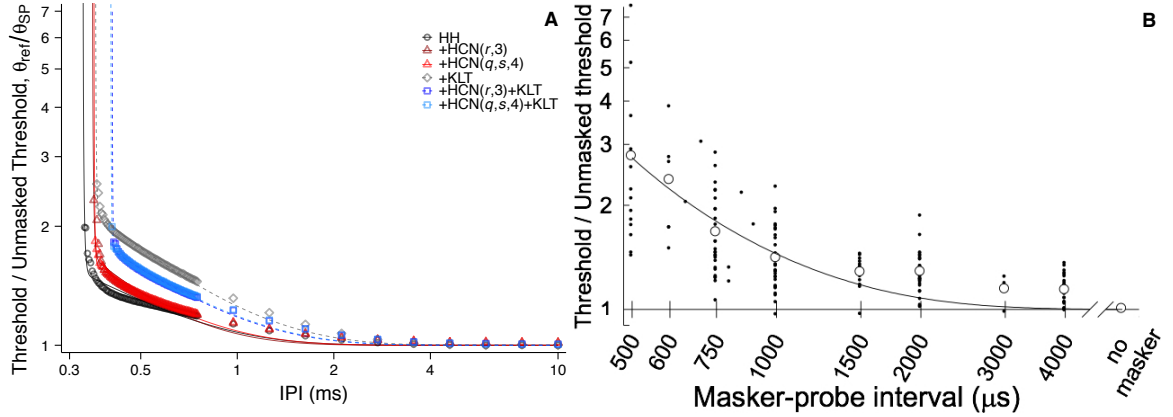 A
Threshold / Unmasked Threshold, θref/θSP
7
6
5
4
3
2
1
HH
+HCN(r,3)
+HCN(q,s,4)
+KLT
+HCN(r,3)+KLT
+HCN(q,s,4)+KLT
0.3
0.5
1
2
4
10
IPI (ms)
B
Threshold / Unmasked threshold
7
6
5
4
3
2
1
500
600
750
1000
1500
2000
3000
4000
no
masker
Masker-probe interval (μs)